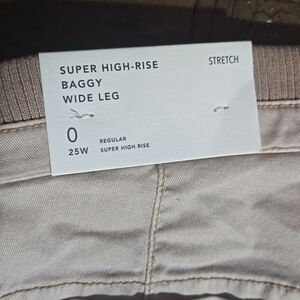 SUPER HIGH-RISE
BAGGY
WIDE LEG
STRETCH
0
25W
REGULAR
SUPER HIGH RISE